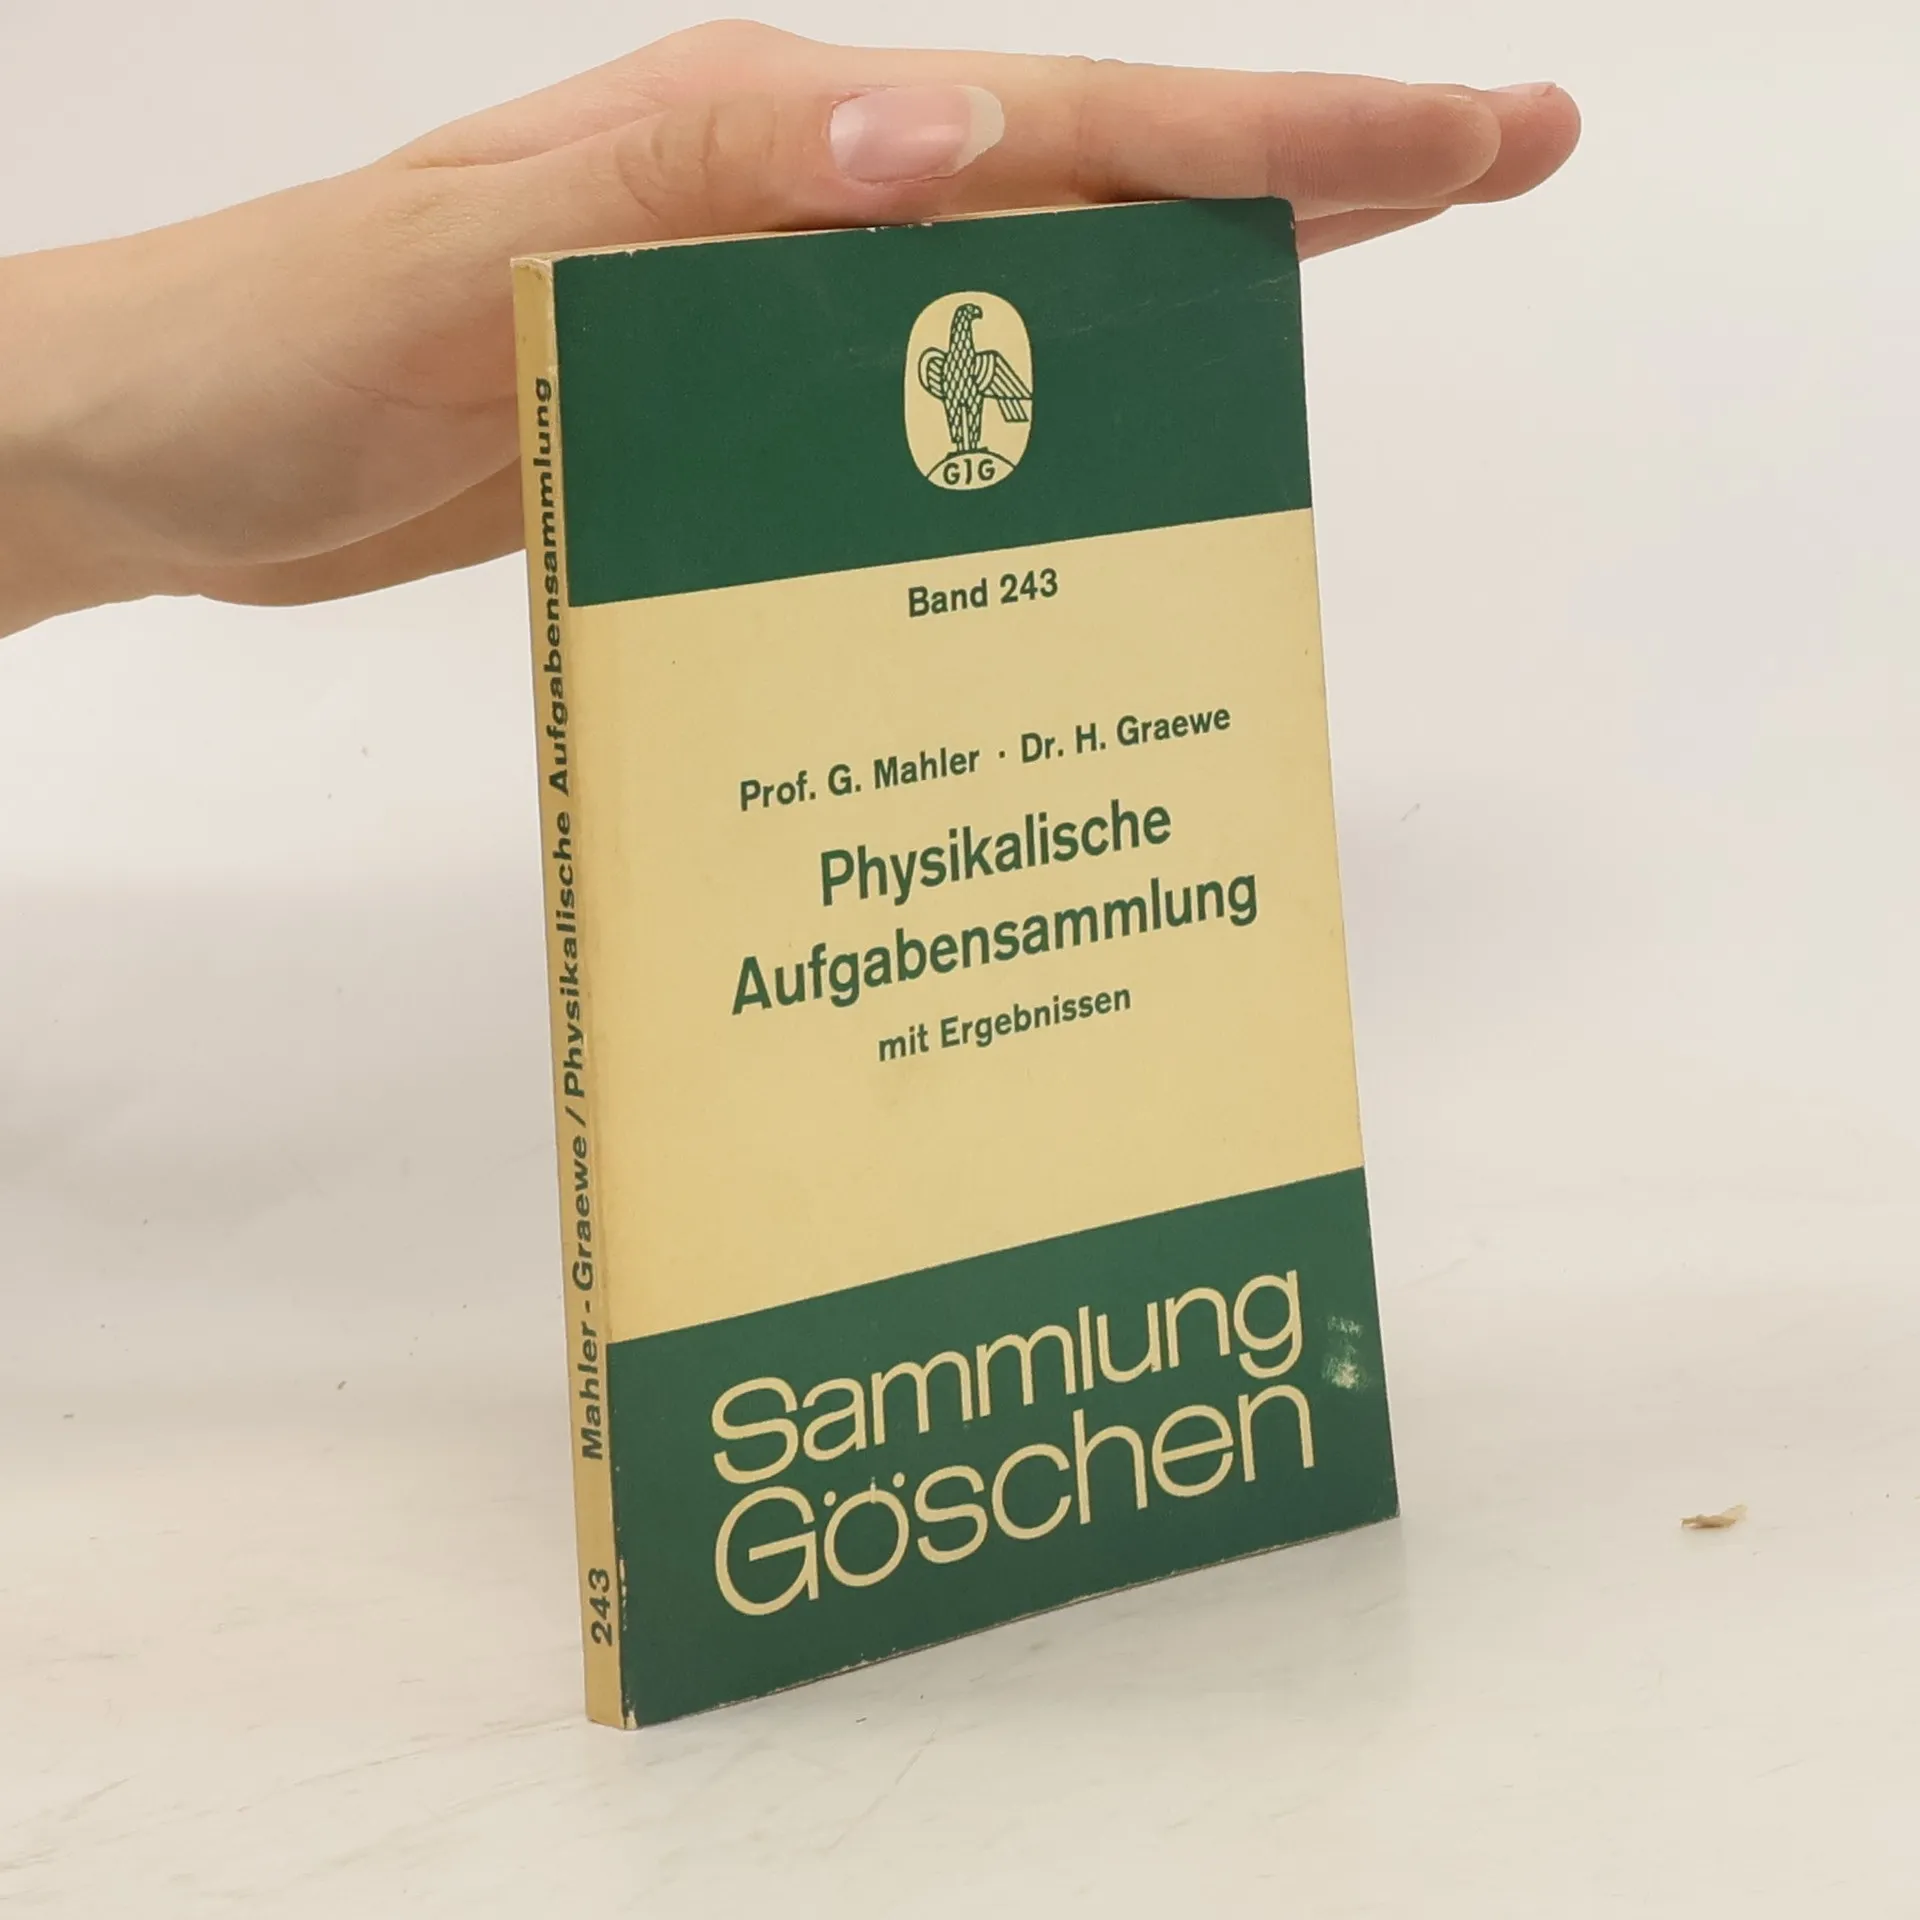 GJG
Band 243
Prof. G. Mahler · Dr. H. Graewe
Physikalische
Aufgabensammlung
mit Ergebnissen
Sammlung
Göschen
243 Mahler-Graewe/Physikalische Aufgabensammlung